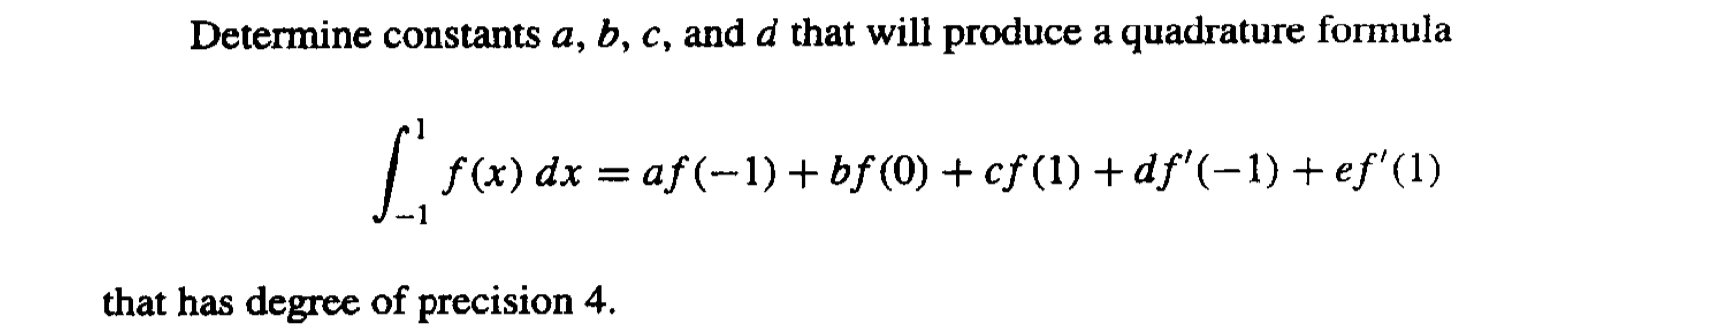 Determine constants a, b, c, and d that will produce a quadrature formula
∫_{-1}^{1} f(x) dx = af(−1) + bf(0) + cf(1) + df′(−1) + ef′(1)
that has degree of precision 4.